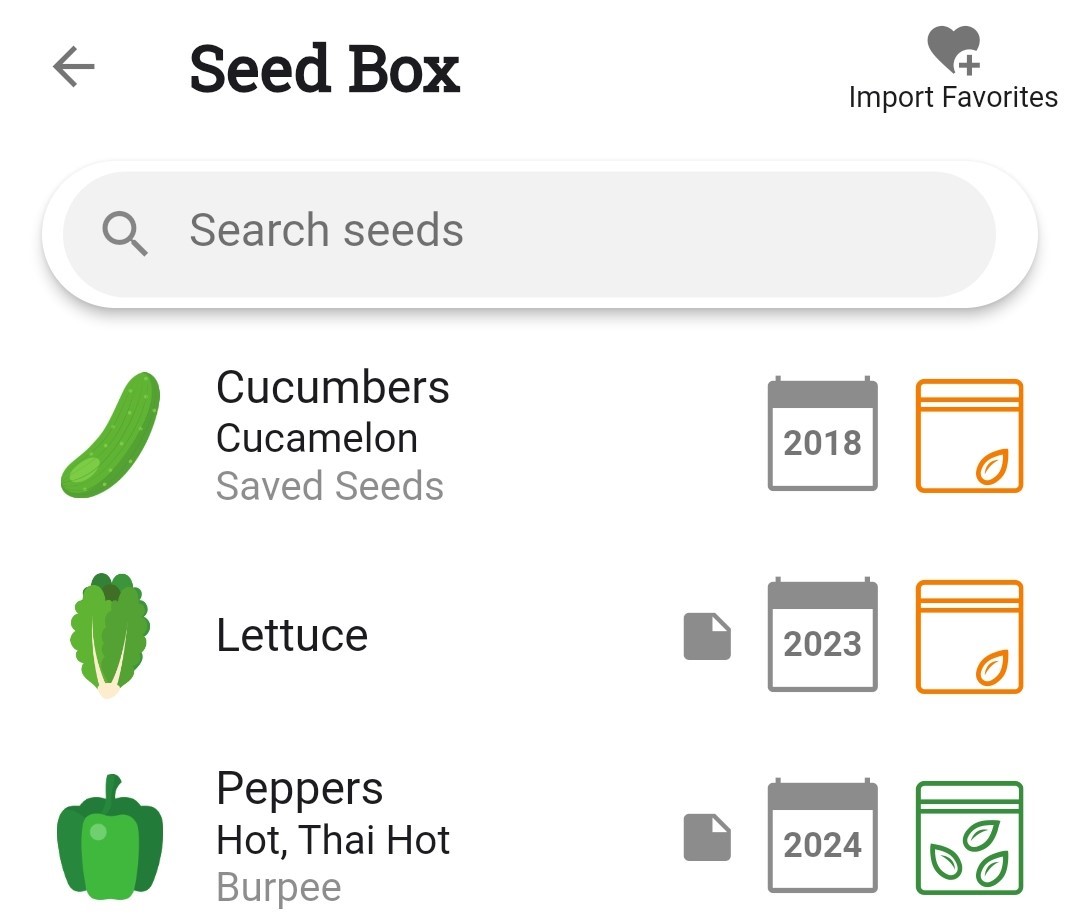 Seed Box
Import Favorites
Search seeds
Cucumbers
Cucamelon
Saved Seeds
2018
Lettuce
2023
Peppers
Hot, Thai Hot
Burpee
2024